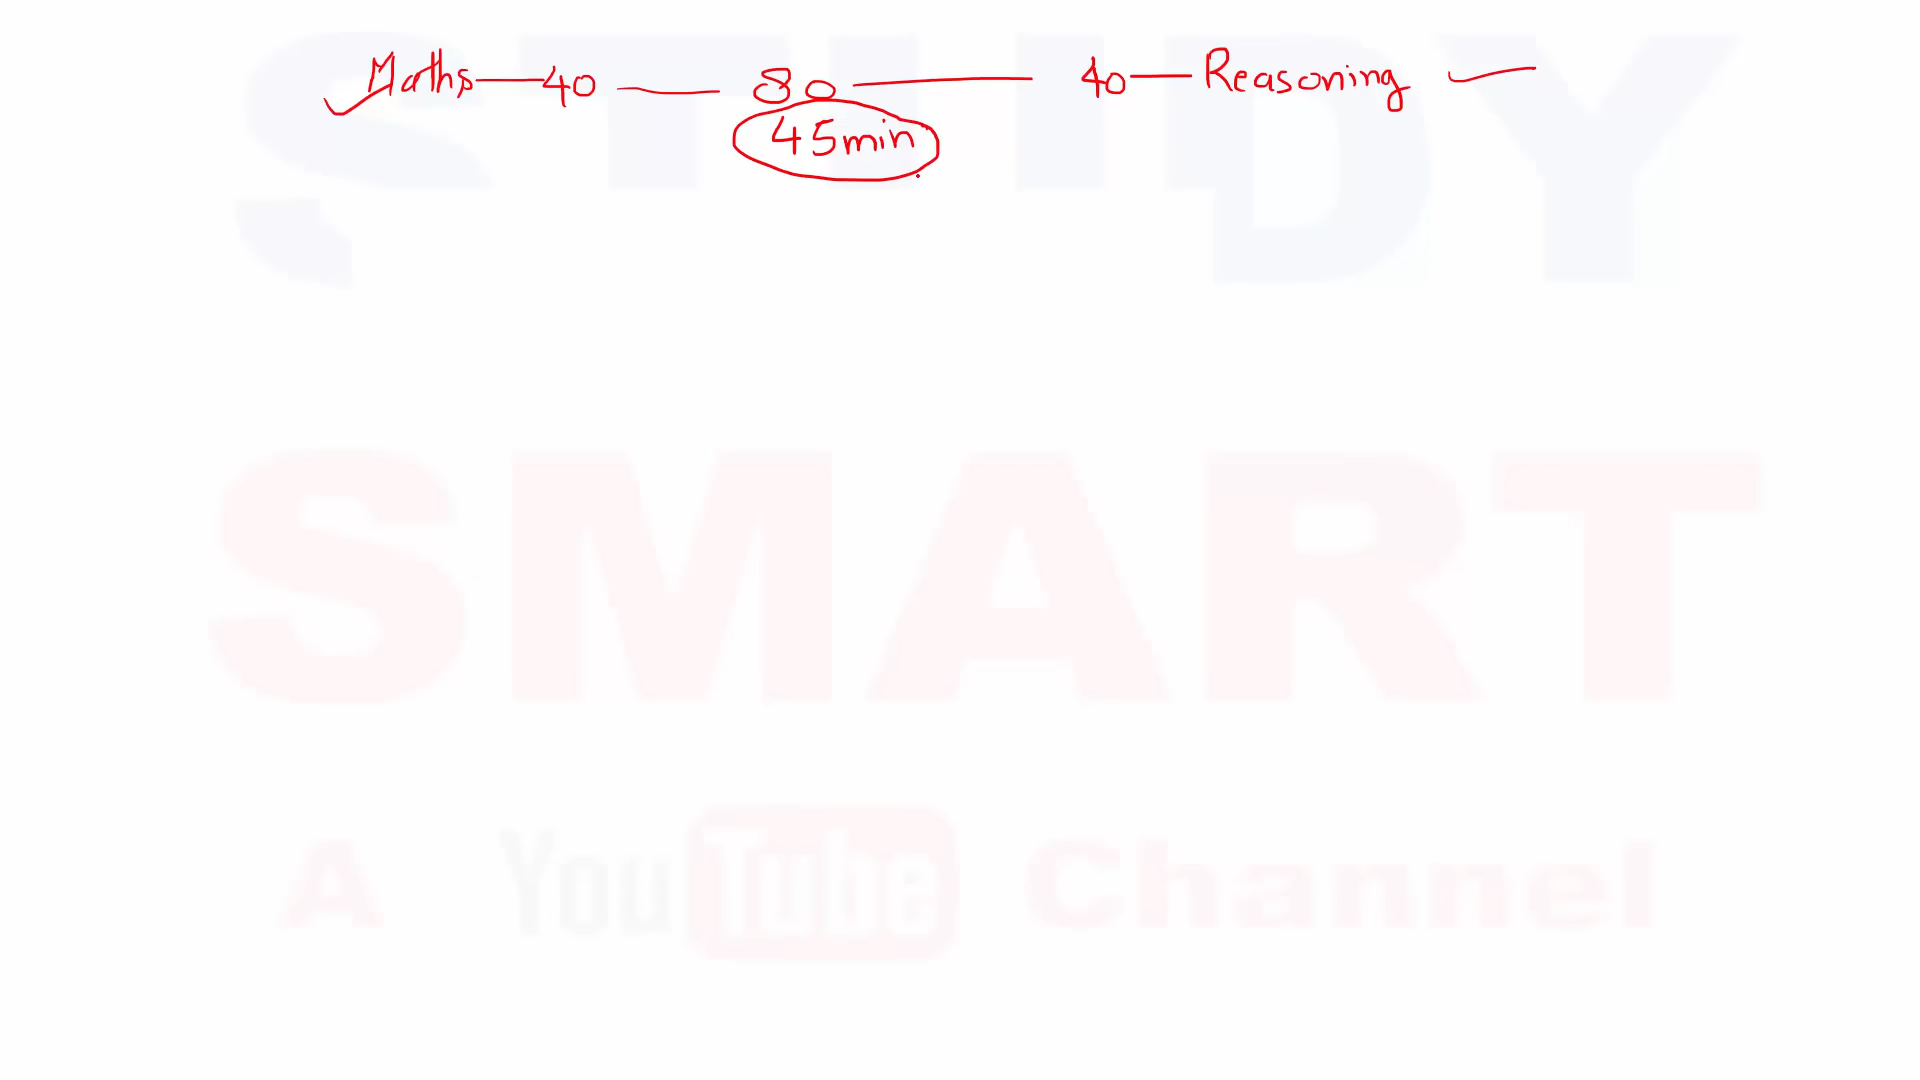 Maths — 40 — 80 — 40 — Reasoning
45min
STUDY
SMART
A YouTube Channel